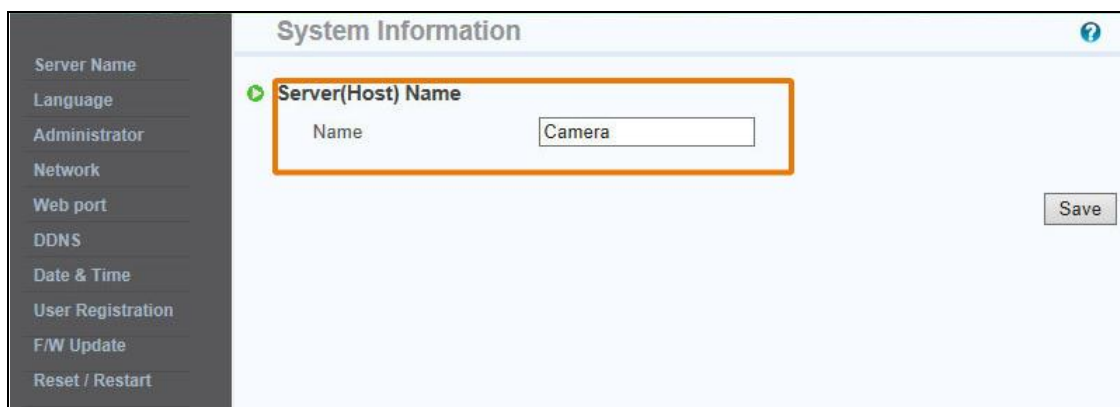 System Information
?
Server Name
Language
Administrator
Network
Web port
DDNS
Date & Time
User Registration
F/W Update
Reset / Restart
Server(Host) Name
Name Camera
Save